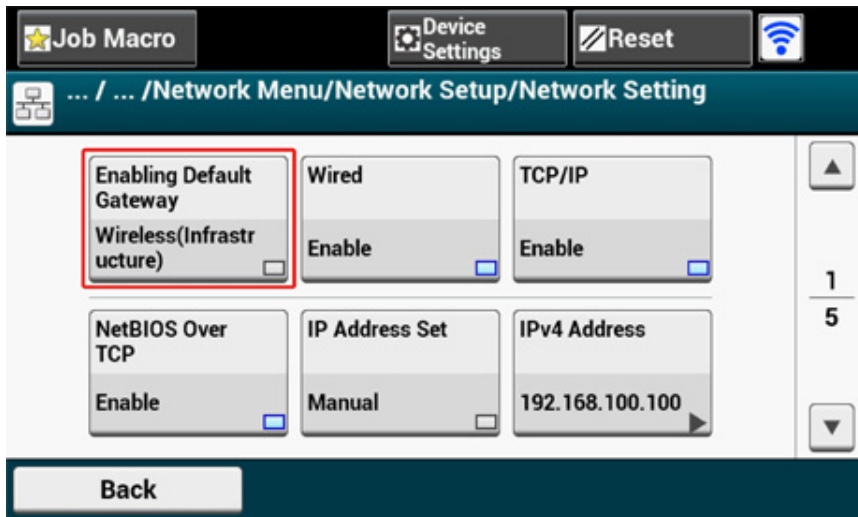 Job Macro
Device
Settings
Reset
... / ... /Network Menu/Network Setup/Network Setting
Enabling Default
Gateway
Wireless(Infrastr
ucture)
Wired
Enable
TCP/IP
Enable
1
5
NetBIOS Over
TCP
Enable
IP Address Set
Manual
IPv4 Address
192.168.100.100
Back